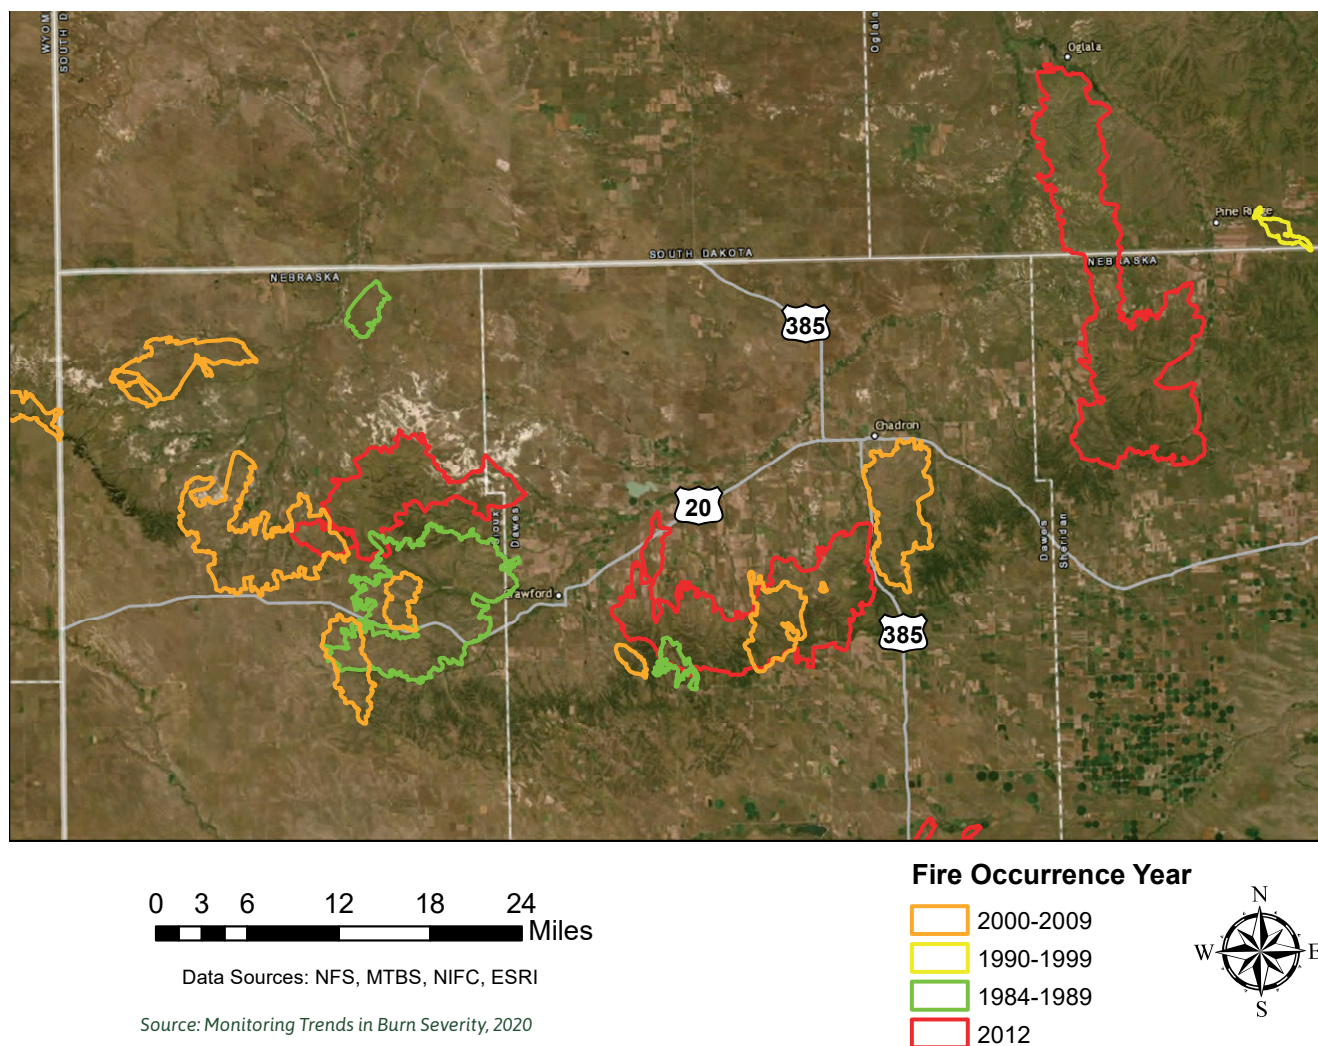 WYOM
SOUTH D
Oglala
Oglala
Pine Ridge
SOUTH DAKOTA
NEBRASKA
NEBRASKA
385
Chadron
20
Sioux
Dawes
Dawes
Sheridan
Crawford
385
0 3 6 12 18 24
Miles
Data Sources: NFS, MTBS, NIFC, ESRI
Source: Monitoring Trends in Burn Severity, 2020
Fire Occurrence Year
2000-2009
1990-1999
1984-1989
2012
N
W E
S